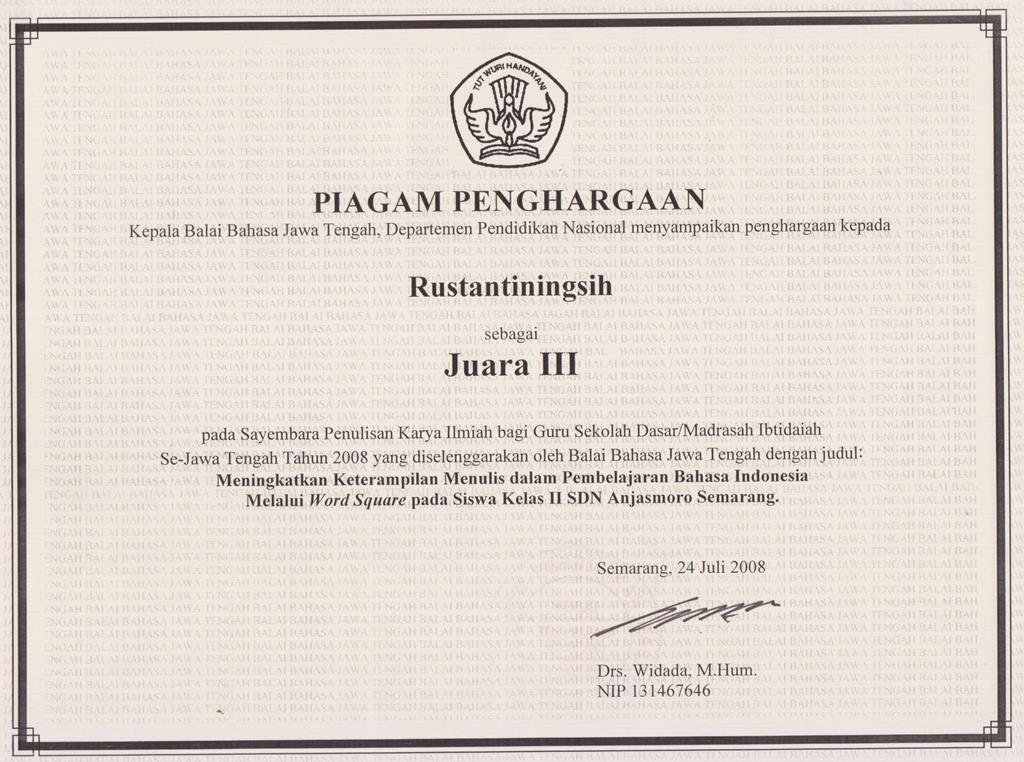 TUT WURI HANDAYANI
PIAGAM PENGHARGAAN
Kepala Balai Bahasa Jawa Tengah, Departemen Pendidikan Nasional menyampaikan penghargaan kepada
Rustantiningsih
sebagai
Juara III
pada Sayembara Penulisan Karya Ilmiah bagi Guru Sekolah Dasar/Madrasah Ibtidaiah
Se-Jawa Tengah Tahun 2008 yang diselenggarakan oleh Balai Bahasa Jawa Tengah dengan judul:
Meningkatkan Keterampilan Menulis dalam Pembelajaran Bahasa Indonesia
Melalui Word Square pada Siswa Kelas II SDN Anjasmoro Semarang.
Semarang, 24 Juli 2008
Drs. Widada, M.Hum.
NIP 131467646